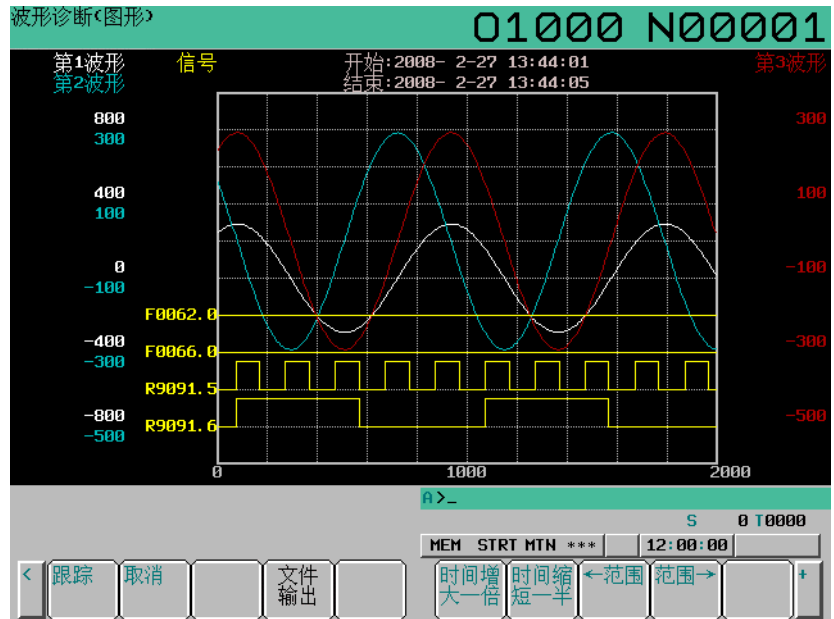 波形诊断(图形) O1000 N00001
第1波形 信号 开始:2008- 2-27 13:44:01 第3波形
第2波形 结束:2008- 2-27 13:44:05
800 300
300
400 100
100
0 -100
-100
F0062.0
-400 -300
F0066.0
-300
R9091.5
-800 -500
R9091.6
-500
0 1000 2000
A>_
S 0 T0000
MEM STRT MTN *** 12:00:00
< 跟踪 取消 文件 时间增 时间缩 ←范围 范围→ +
输出 大一倍 短一半